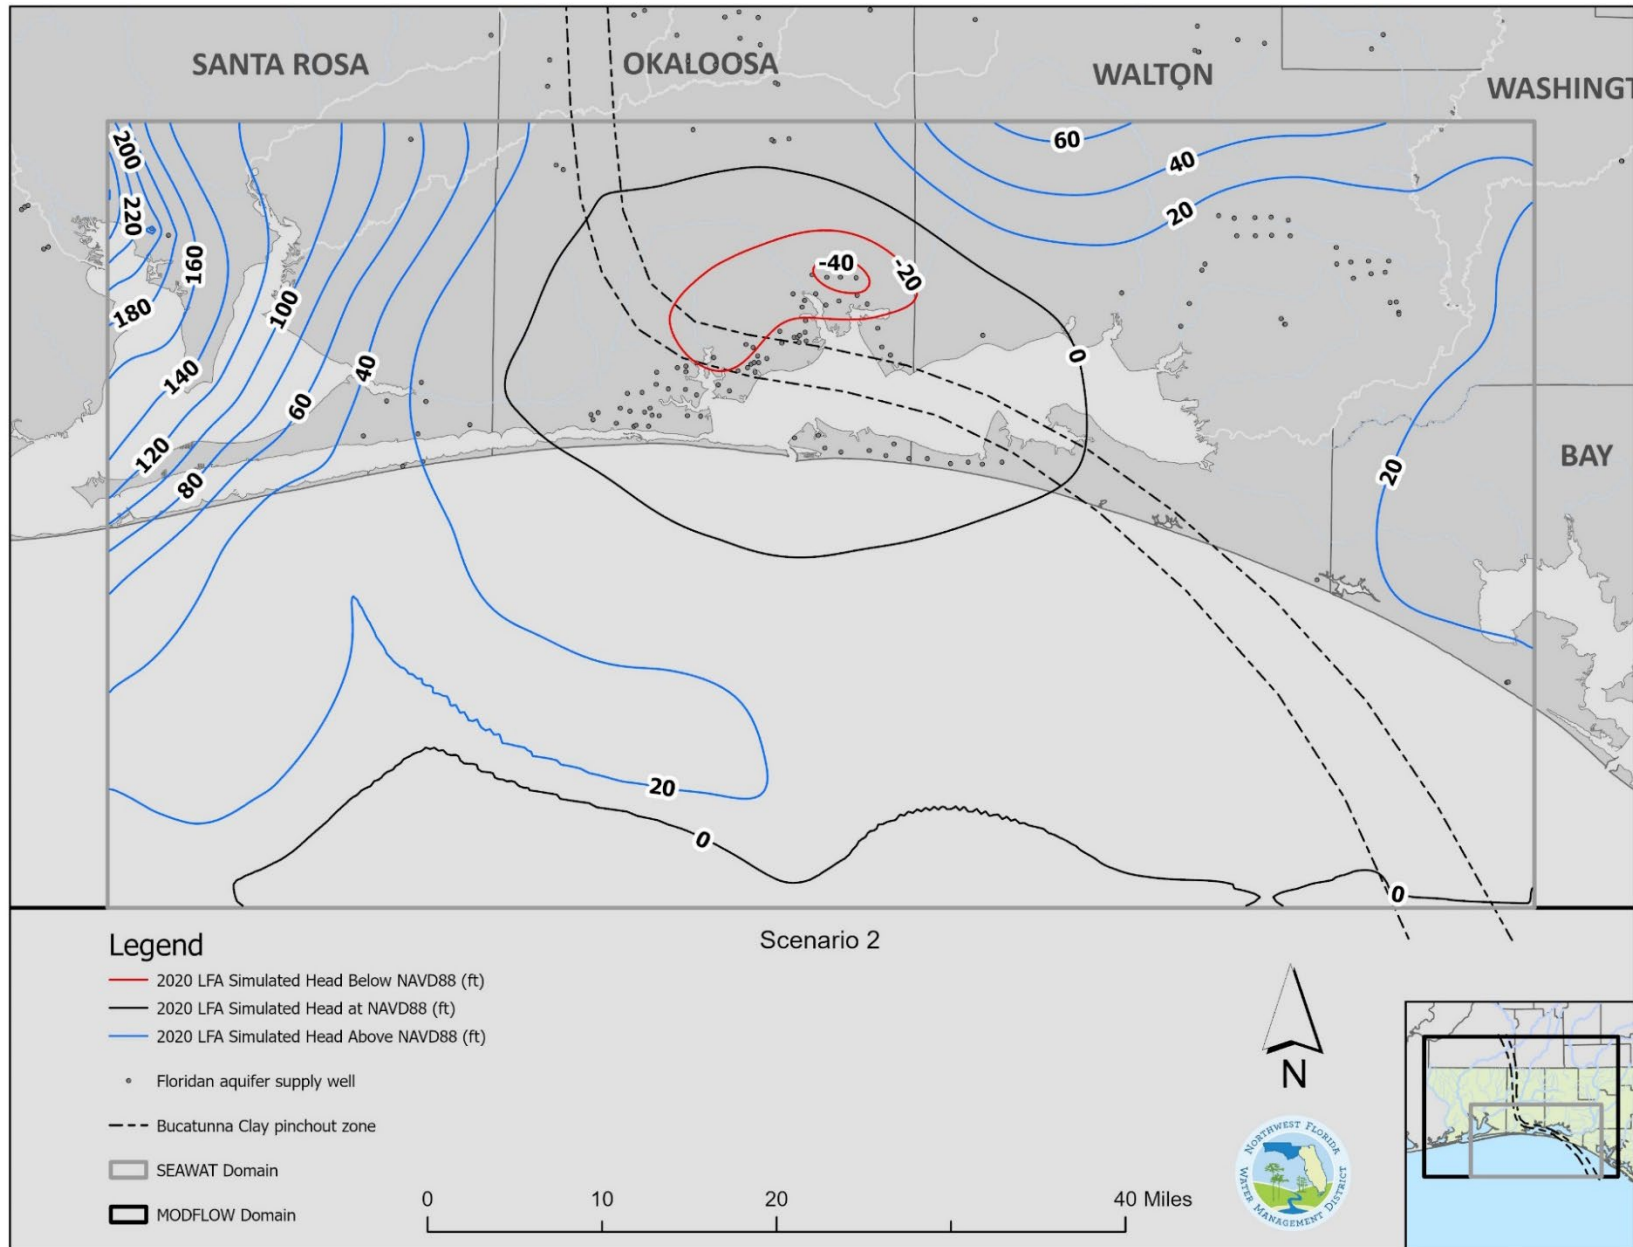 SANTA ROSA
OKALOOSA
WALTON
WASHINGT
200
60
40
220
20
160
-40
-20
180
100
0
140
40
60
120
80
20
BAY
20
0
0
Scenario 2
Legend
2020 LFA Simulated Head Below NAVD88 (ft)
2020 LFA Simulated Head at NAVD88 (ft)
2020 LFA Simulated Head Above NAVD88 (ft)
Floridan aquifer supply well
Bucatunna Clay pinchout zone
SEAWAT Domain
MODFLOW Domain
0 10 20 40 Miles
N
NORTHWEST FLORIDA
WATER MANAGEMENT DISTRICT